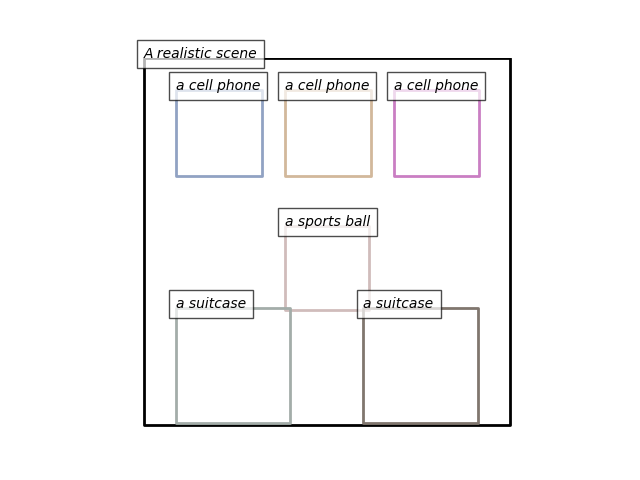 A realistic scene
a cell phone
a cell phone
a cell phone
a sports ball
a suitcase
a suitcase